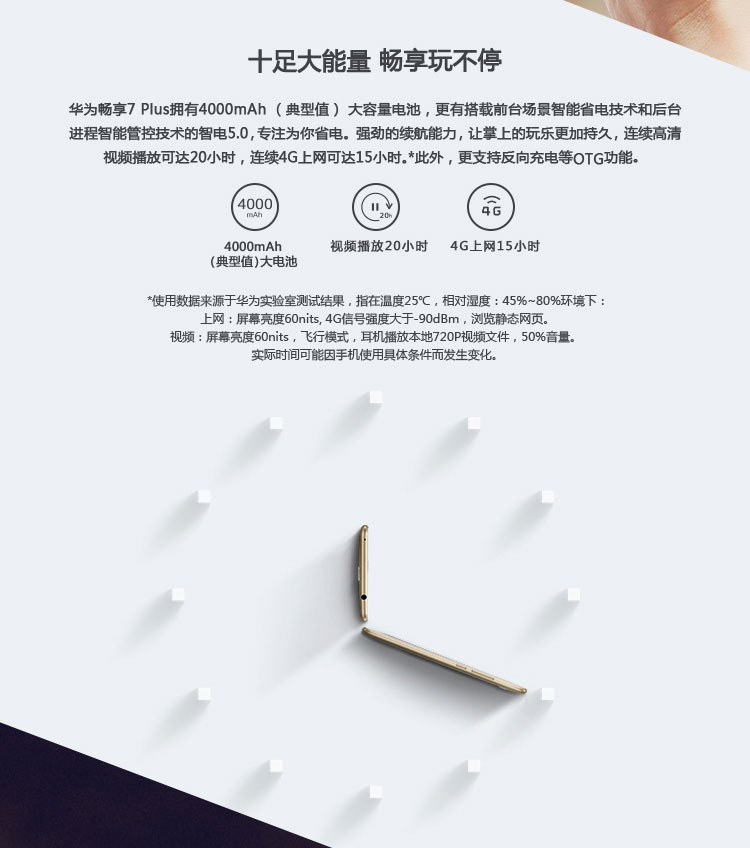 十足大能量 畅享玩不停
华为畅享7 Plus拥有4000mAh（典型值）大容量电池，更有搭载前台场景智能省电技术和后台
进程智能管控技术的智电5.0，专注为你省电。强劲的续航能力，让掌上的玩乐更加持久，连续高清
视频播放可达20小时，连续4G上网可达15小时。*此外，更支持反向充电等OTG功能。
4000
mAh
20h
4G
4000mAh
（典型值）大电池
视频播放20小时
4G上网15小时
*使用数据来源于华为实验室测试结果，指在温度25℃，相对湿度：45%~80%环境下：
上网：屏幕亮度60nits, 4G信号强度大于-90dBm，浏览静态网页。
视频：屏幕亮度60nits，飞行模式，耳机播放本地720P视频文件，50%音量。
实际时间可能因手机使用具体条件而发生变化。